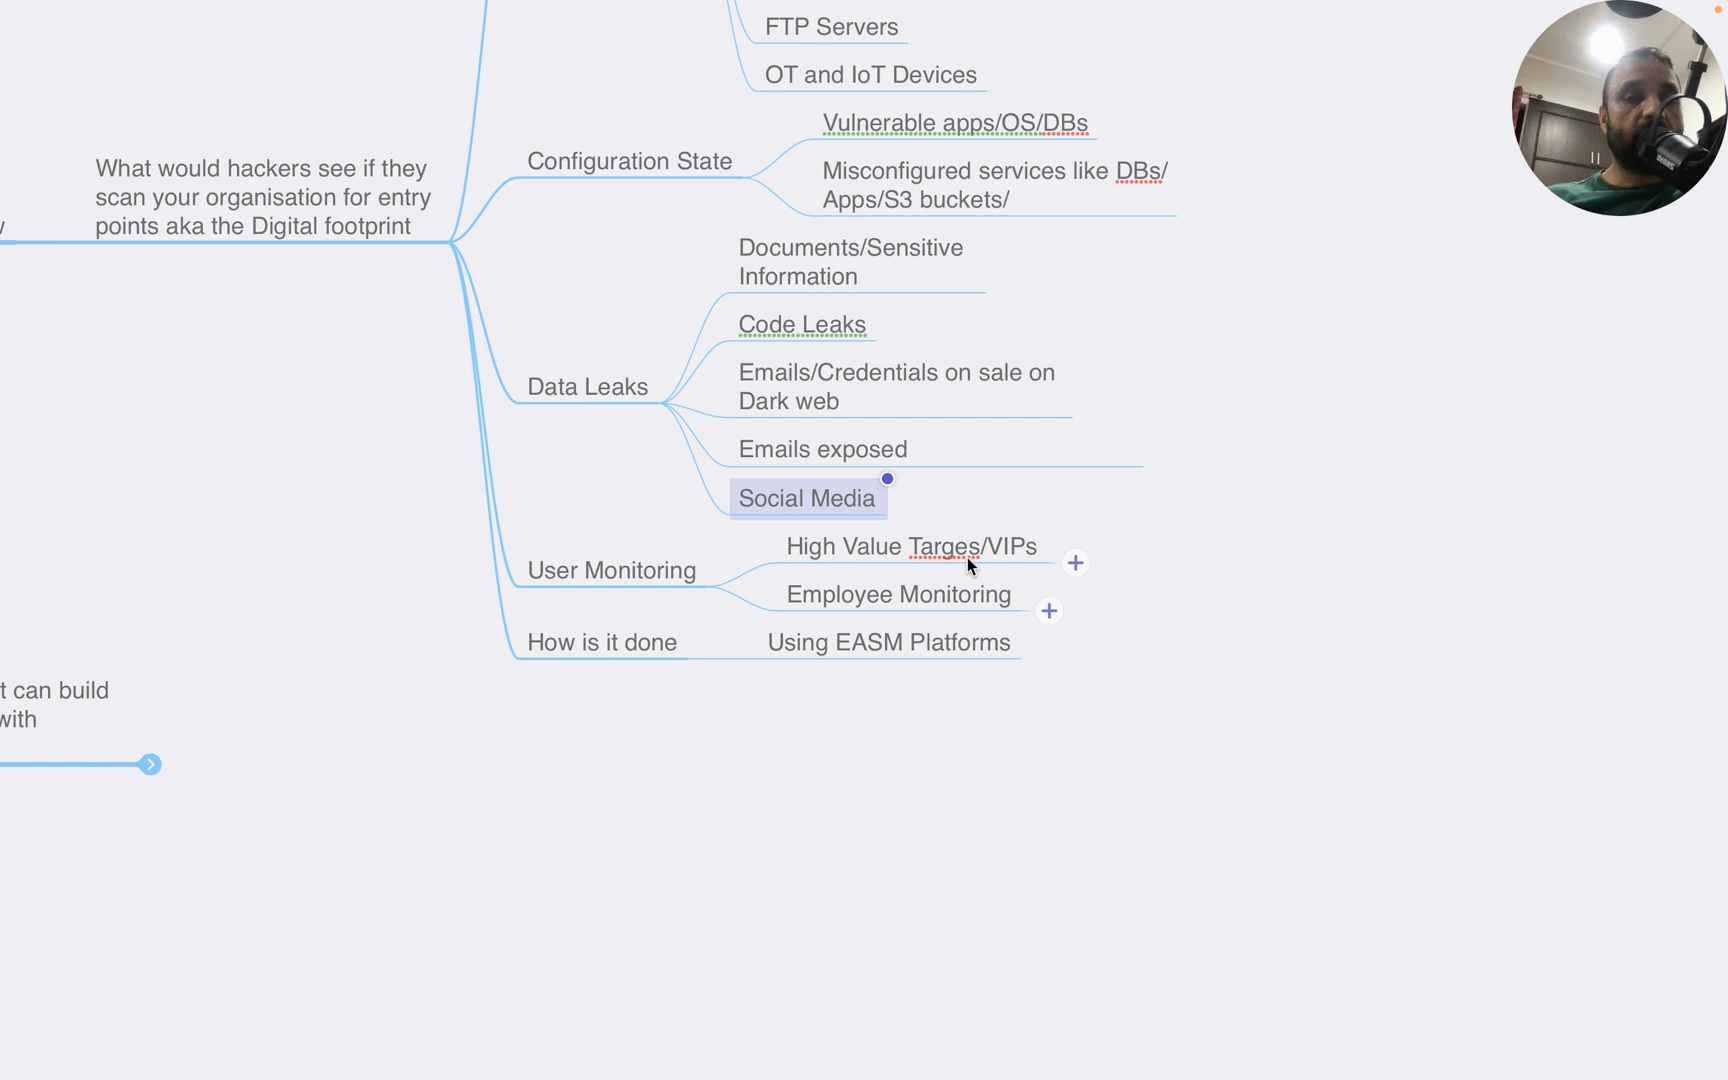 FTP Servers
OT and IoT Devices
Vulnerable apps/OS/DBs
Configuration State
Misconfigured services like DBs/
Apps/S3 buckets/
What would hackers see if they
scan your organisation for entry
points aka the Digital footprint
Documents/Sensitive
Information
Code Leaks
Data Leaks
Emails/Credentials on sale on
Dark web
Emails exposed
Social Media
User Monitoring
High Value Targes/VIPs
Employee Monitoring
How is it done
Using EASM Platforms
t can build
with